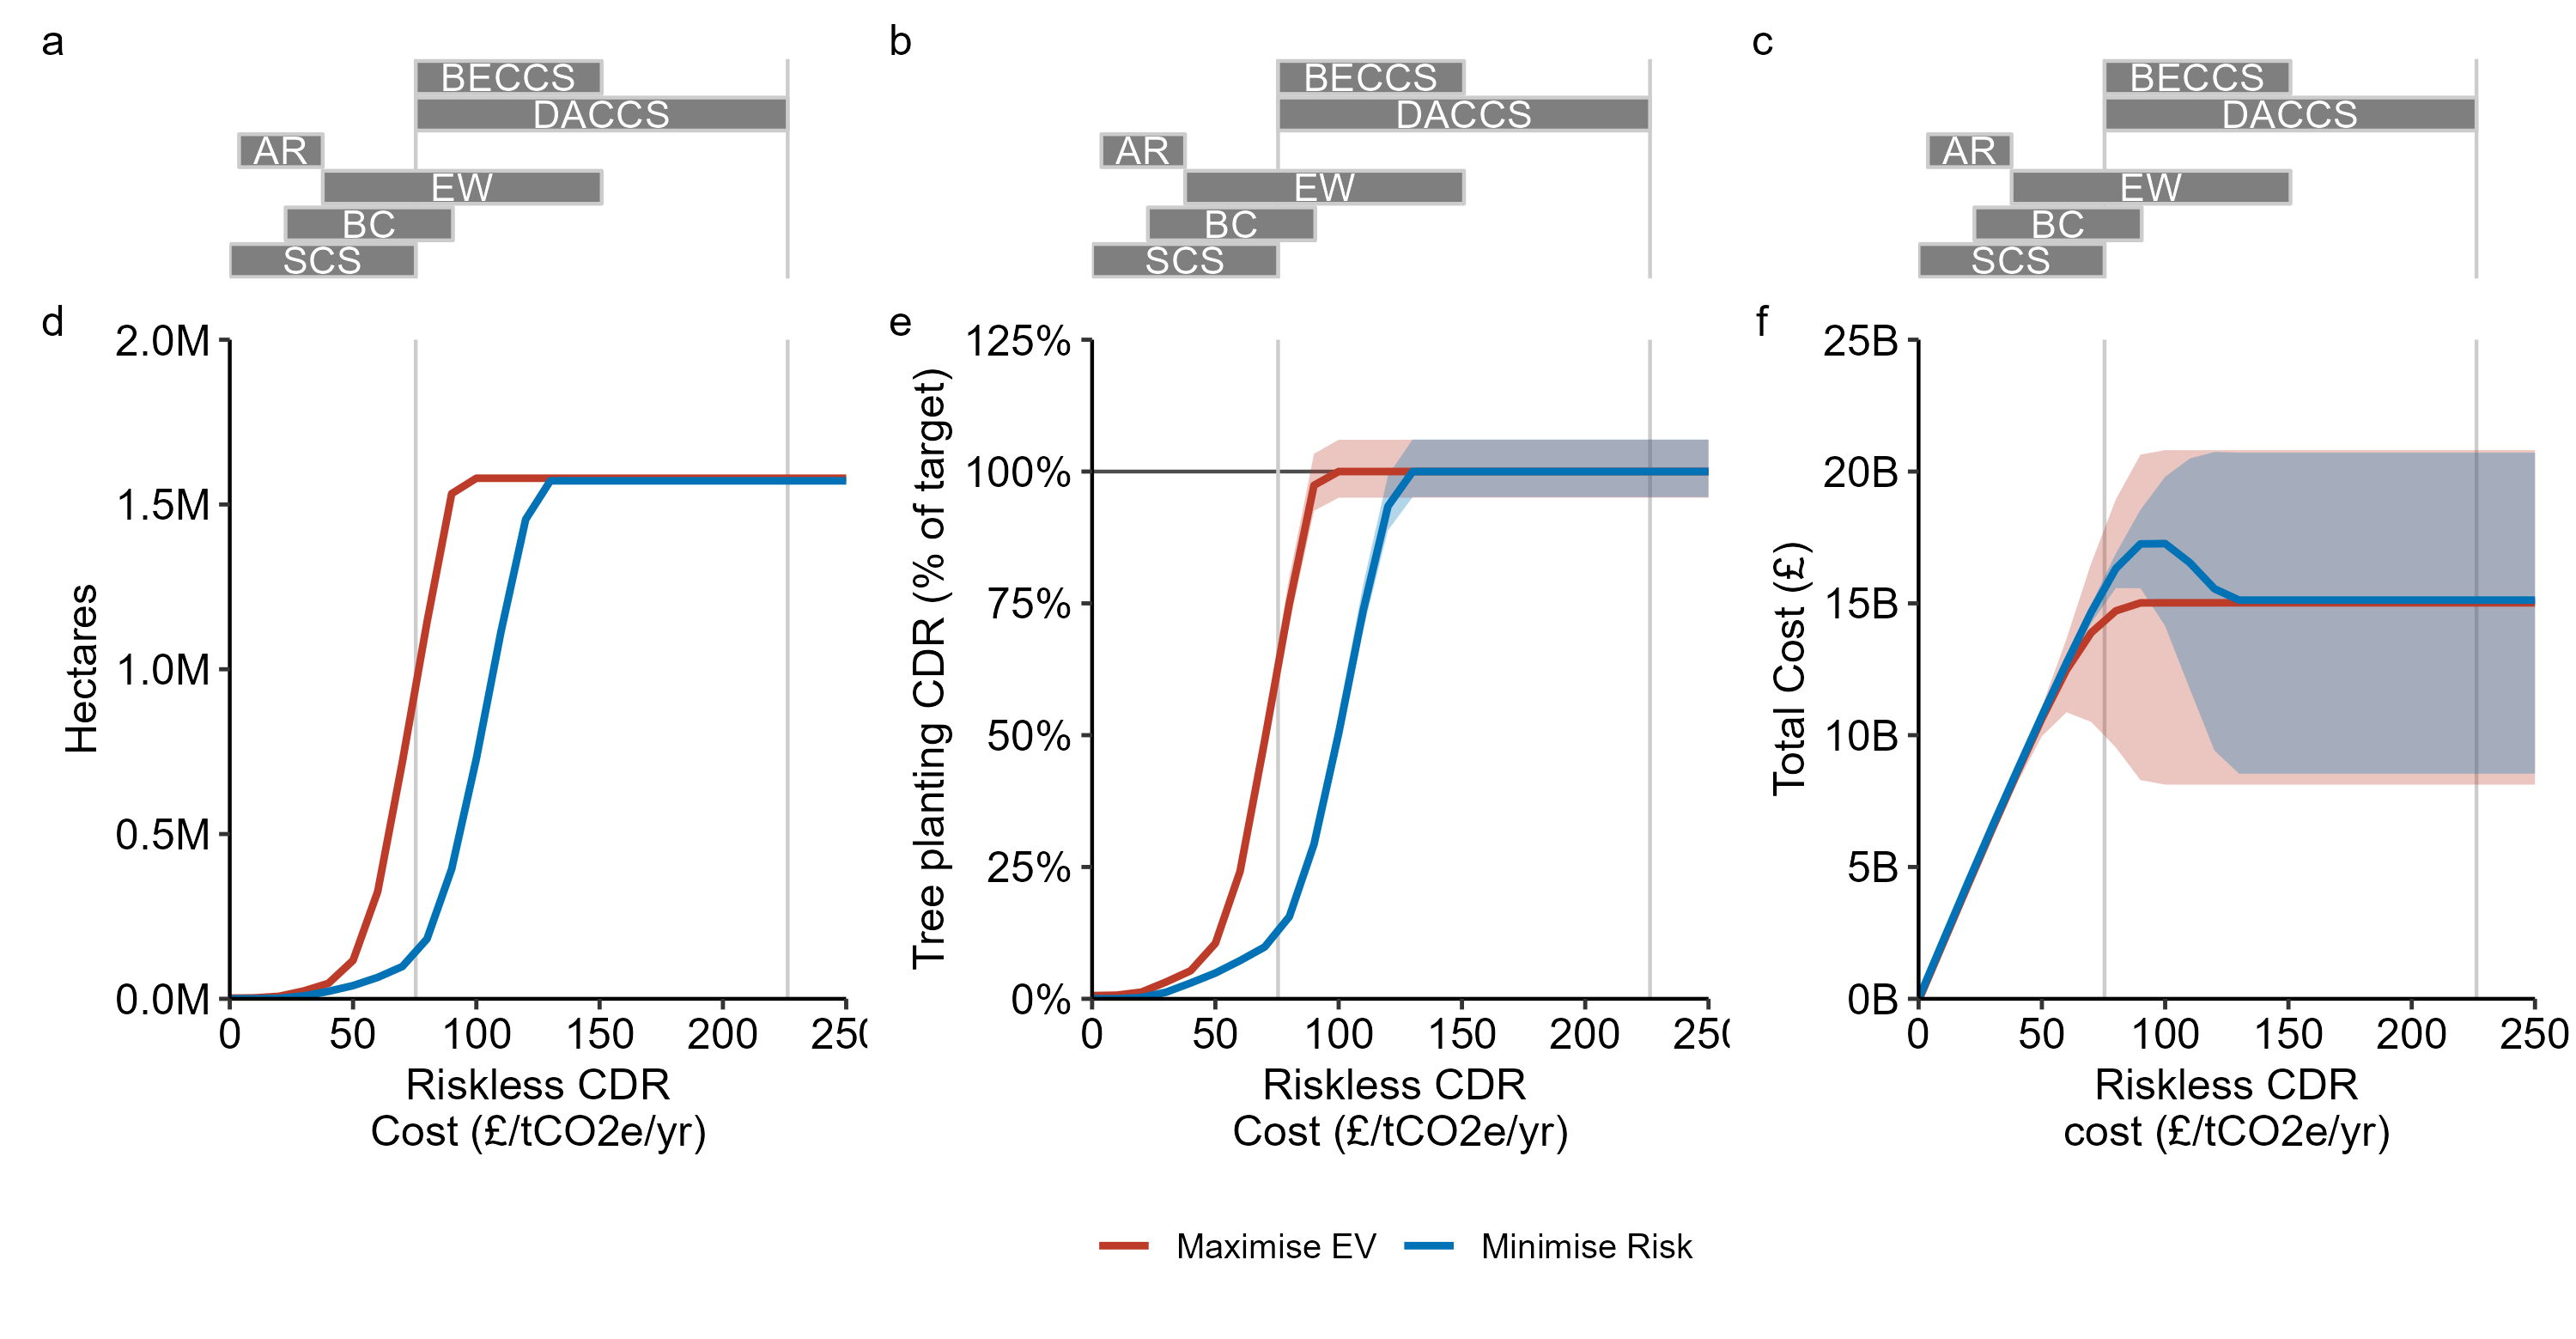 a
BECCS
DACCS
AR
EW
BC
SCS
b
BECCS
DACCS
AR
EW
BC
SCS
c
BECCS
DACCS
AR
EW
BC
SCS
d
2.0M
1.5M
1.0M
0.5M
0.0M
Hectares
0 50 100 150 200 250
Riskless CDR
Cost (£/tCO2e/yr)
e
125%
100%
75%
50%
25%
0%
Tree planting CDR (% of target)
0 50 100 150 200 250
Riskless CDR
Cost (£/tCO2e/yr)
f
25B
20B
15B
10B
5B
0B
Total Cost (£)
0 50 100 150 200 250
Riskless CDR
cost (£/tCO2e/yr)
Maximise EV Minimise Risk